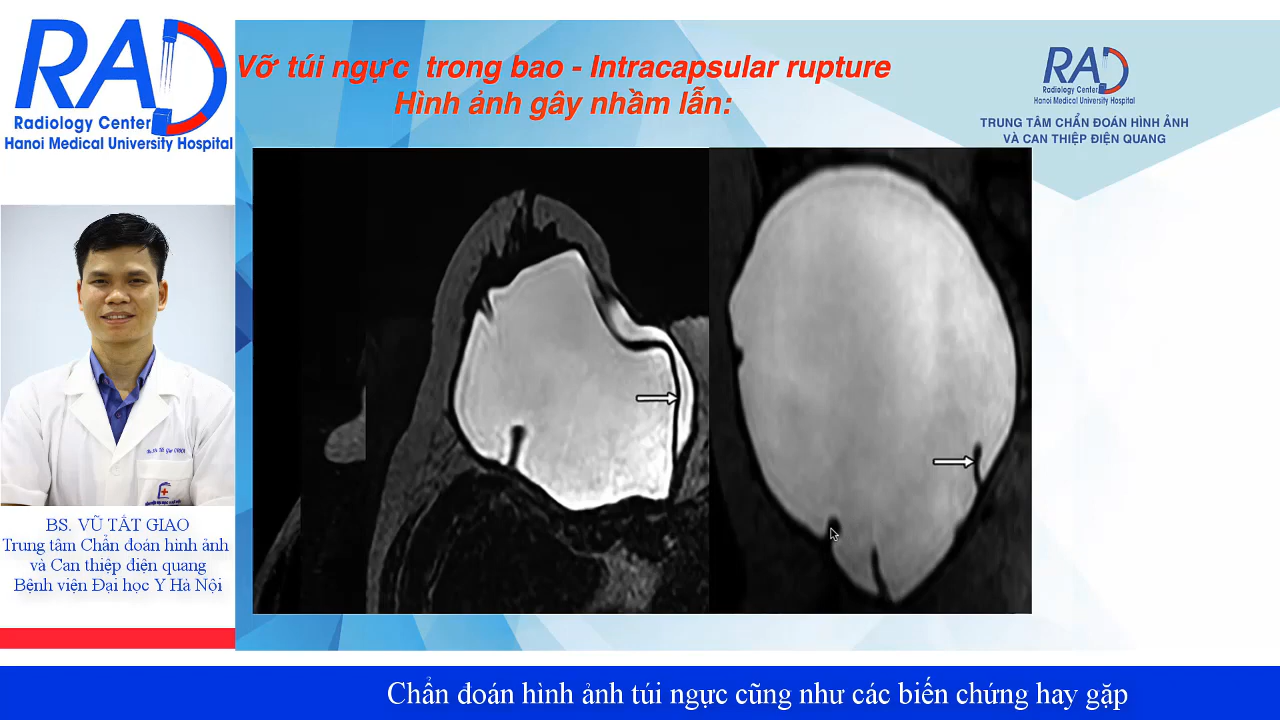 RAD
Radiology Center
Hanoi Medical University Hospital
Vỡ túi ngực trong bao - Intracapsular rupture
Hình ảnh gây nhầm lẫn:
RAD
Radiology Center
Hanoi Medical University Hospital
TRUNG TÂM CHẨN ĐOÁN HÌNH ẢNH
VÀ CAN THIỆP ĐIỆN QUANG
BS. VŨ TẤT GIAO
Trung tâm Chẩn đoán hình ảnh
và Can thiệp điện quang
Bệnh viện Đại học Y Hà Nội
Chẩn đoán hình ảnh túi ngực cũng như các biến chứng hay gặp